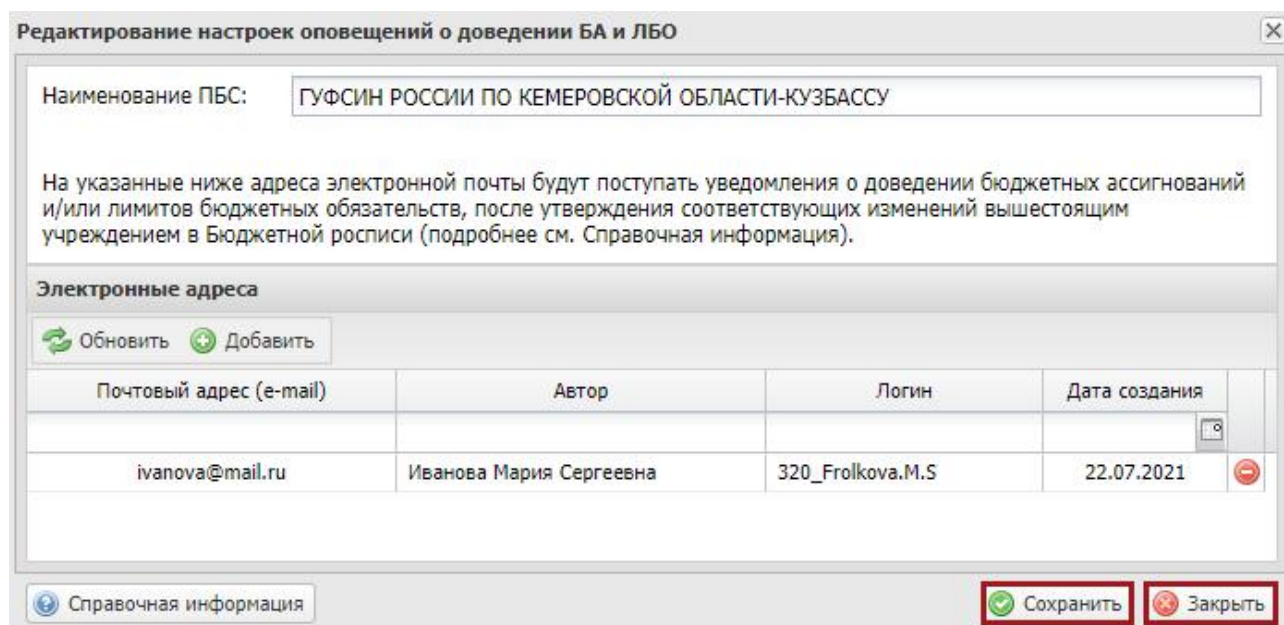 Редактирование настроек оповещений о доведении БА и ЛБО
Наименование ПБС: ГУФСИН РОССИИ ПО КЕМЕРОВСКОЙ ОБЛАСТИ-КУЗБАССУ
На указанные ниже адреса электронной почты будут поступать уведомления о доведении бюджетных ассигнований
и/или лимитов бюджетных обязательств, после утверждения соответствующих изменений вышестоящим
учреждением в Бюджетной росписи (подробнее см. Справочная информация).
Электронные адреса
Обновить Добавить
Почтовый адрес (e-mail) Автор Логин Дата создания
ivanova@mail.ru Иванова Мария Сергеевна 320_Frolkova.M.S 22.07.2021
Справочная информация Сохранить Закрыть